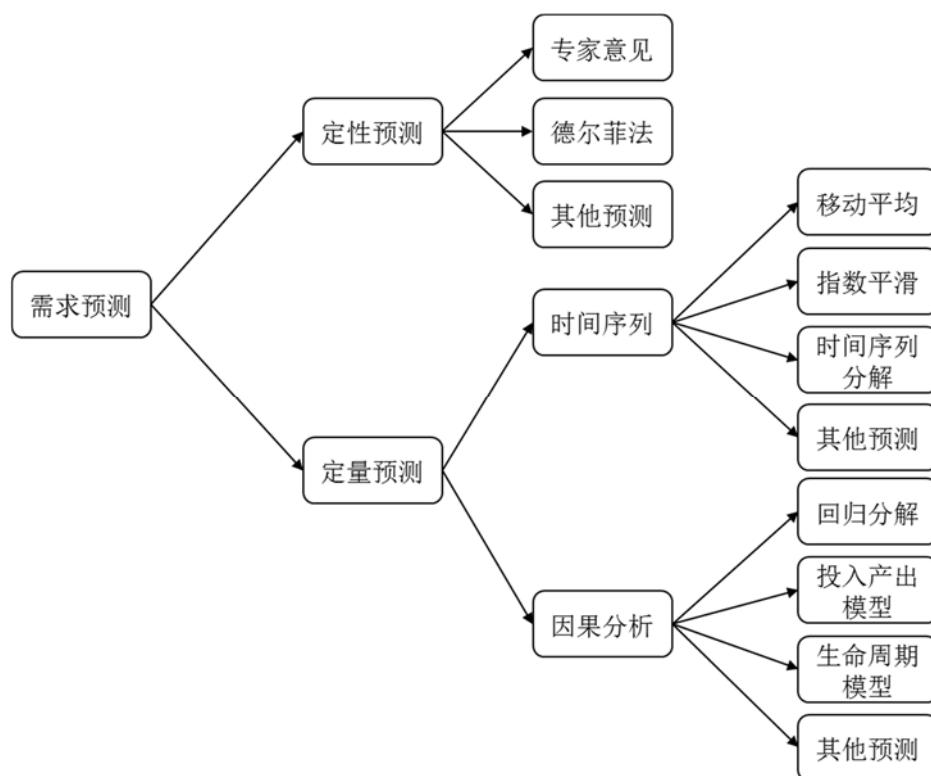 专家意见
定性预测
德尔菲法
其他预测
需求预测
移动平均
指数平滑
时间序列
时间序列
分解
其他预测
定量预测
回归分解
投入产出
模型
因果分析
生命周期
模型
其他预测